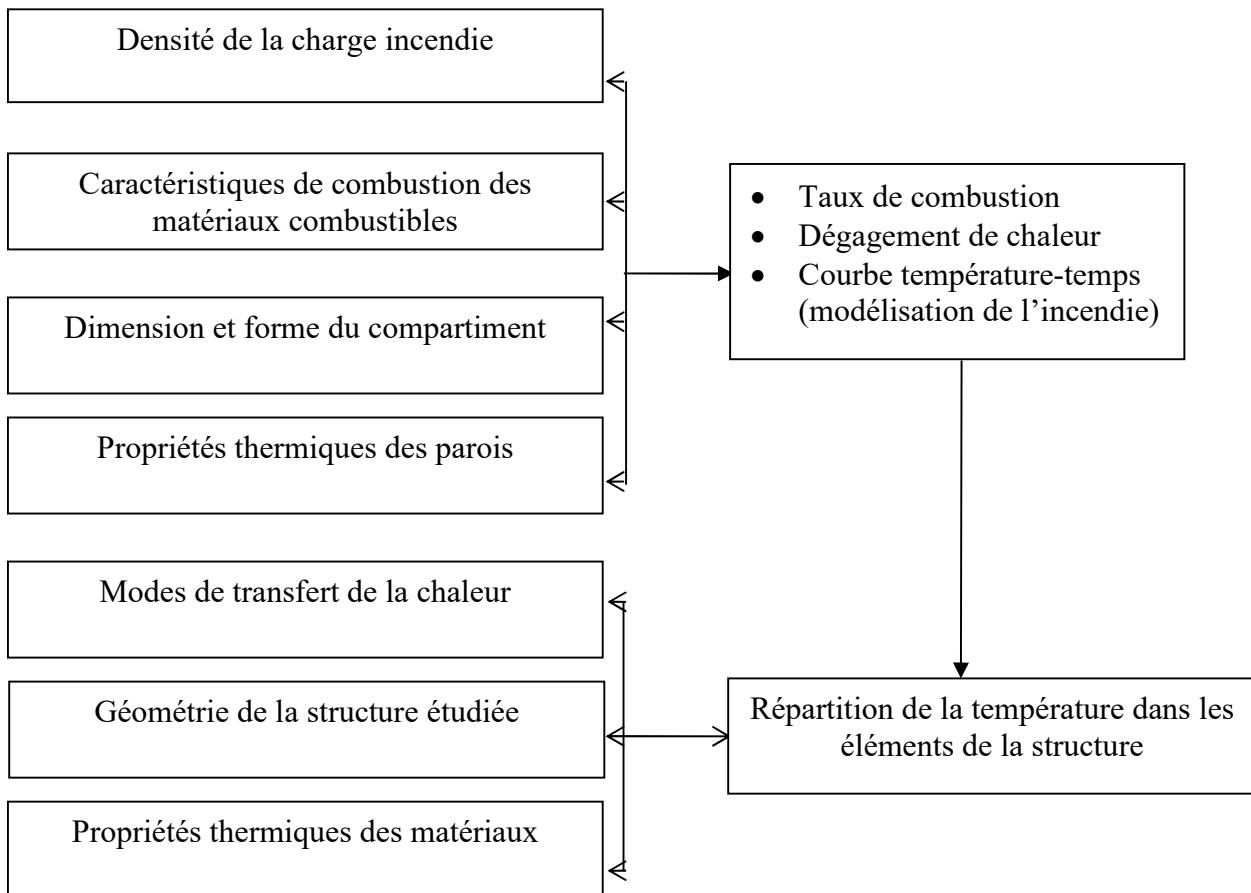 Densité de la charge incendie
Caractéristiques de combustion des
matériaux combustibles
Dimension et forme du compartiment
Propriétés thermiques des parois
• Taux de combustion
• Dégagement de chaleur
• Courbe température-temps
(modélisation de l’incendie)
Modes de transfert de la chaleur
Géométrie de la structure étudiée
Propriétés thermiques des matériaux
Répartition de la température dans les
éléments de la structure